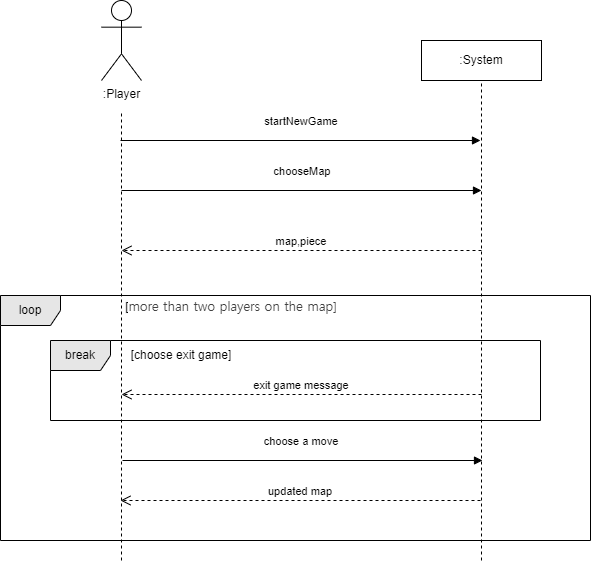 :Player
:System
startNewGame
chooseMap
map,piece
loop
[more than two players on the map]
break
[choose exit game]
exit game message
choose a move
updated map